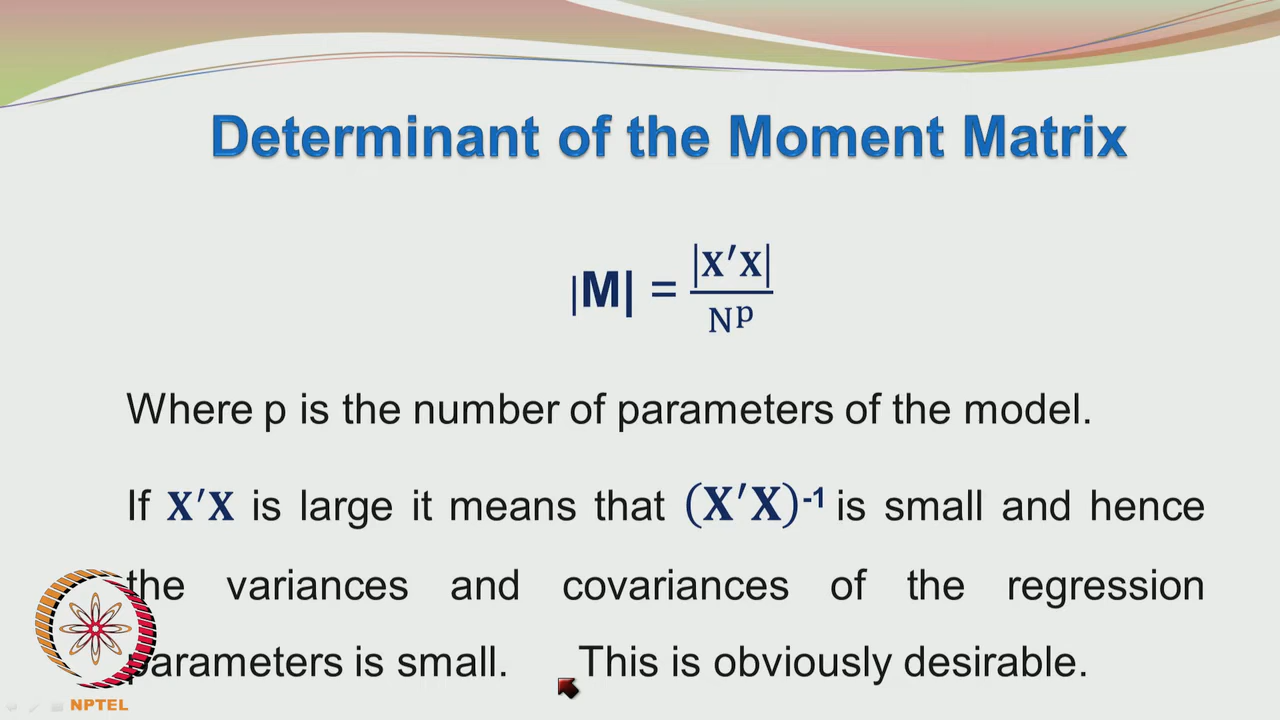 Determinant of the Moment Matrix
|M| = |X′X| / N^p
Where p is the number of parameters of the model.
If X′X is large it means that (X′X)^-1 is small and hence
the variances and covariances of the regression
parameters is small. This is obviously desirable.
NPTEL